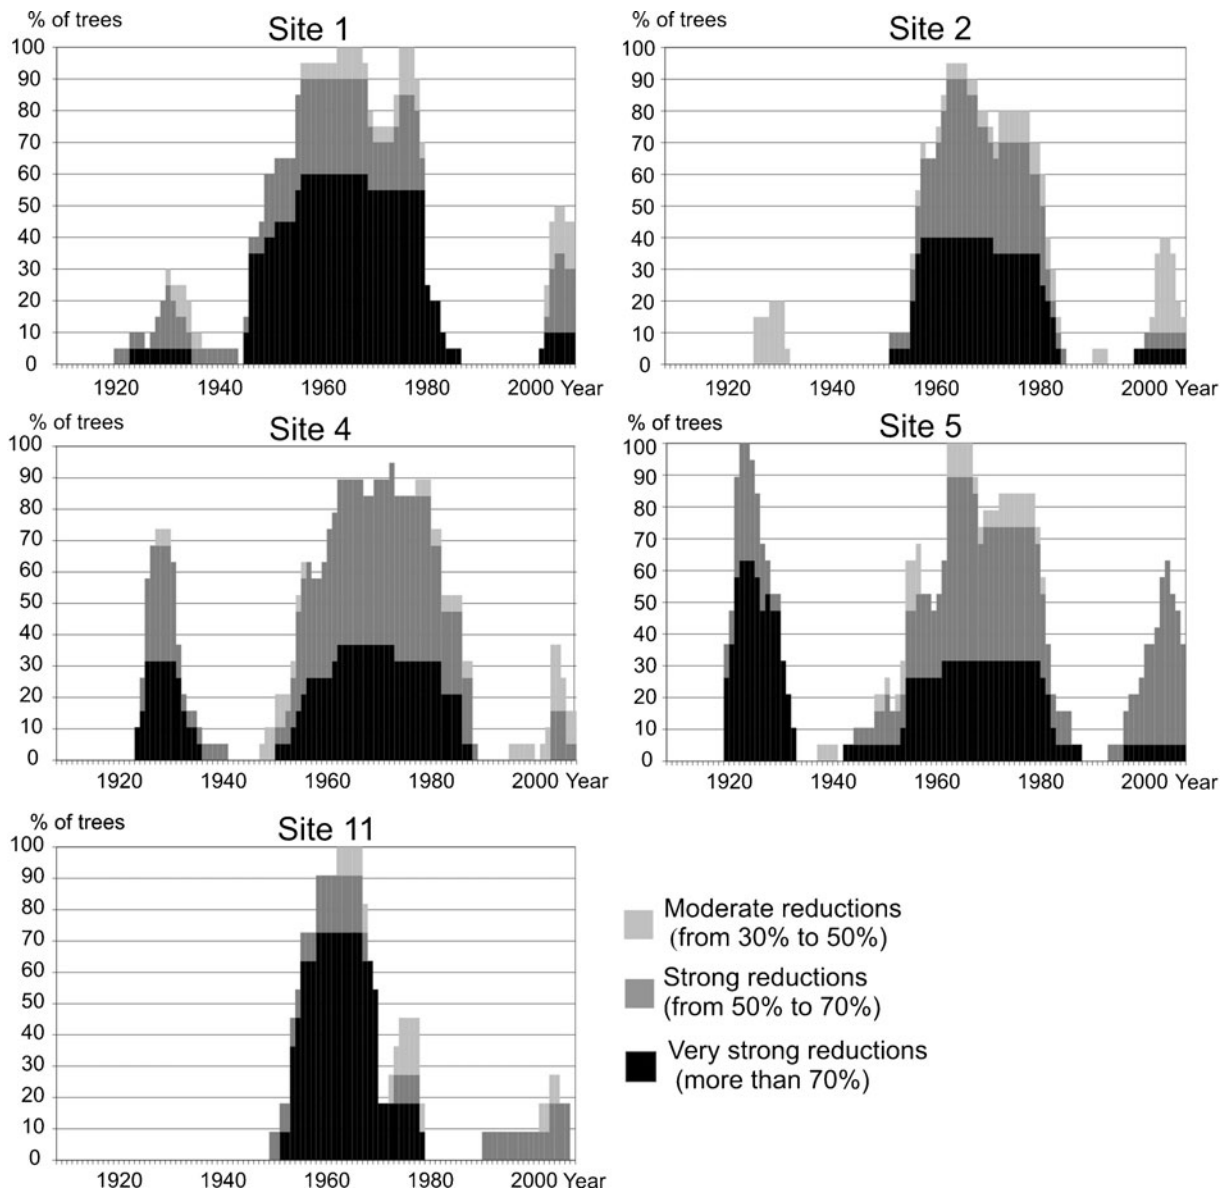 % of trees
Site 1
100
90
80
70
60
50
40
30
20
10
0
1920 1940 1960 1980 2000 Year
% of trees
Site 2
100
90
80
70
60
50
40
30
20
10
0
1920 1940 1960 1980 2000 Year
% of trees
Site 4
100
90
80
70
60
50
40
30
20
10
0
1920 1940 1960 1980 2000 Year
% of trees
Site 5
100
90
80
70
60
50
40
30
20
10
0
1920 1940 1960 1980 2000 Year
% of trees
Site 11
100
90
80
70
60
50
40
30
20
10
0
1920 1940 1960 1980 2000 Year
Moderate reductions
(from 30% to 50%)
Strong reductions
(from 50% to 70%)
Very strong reductions
(more than 70%)